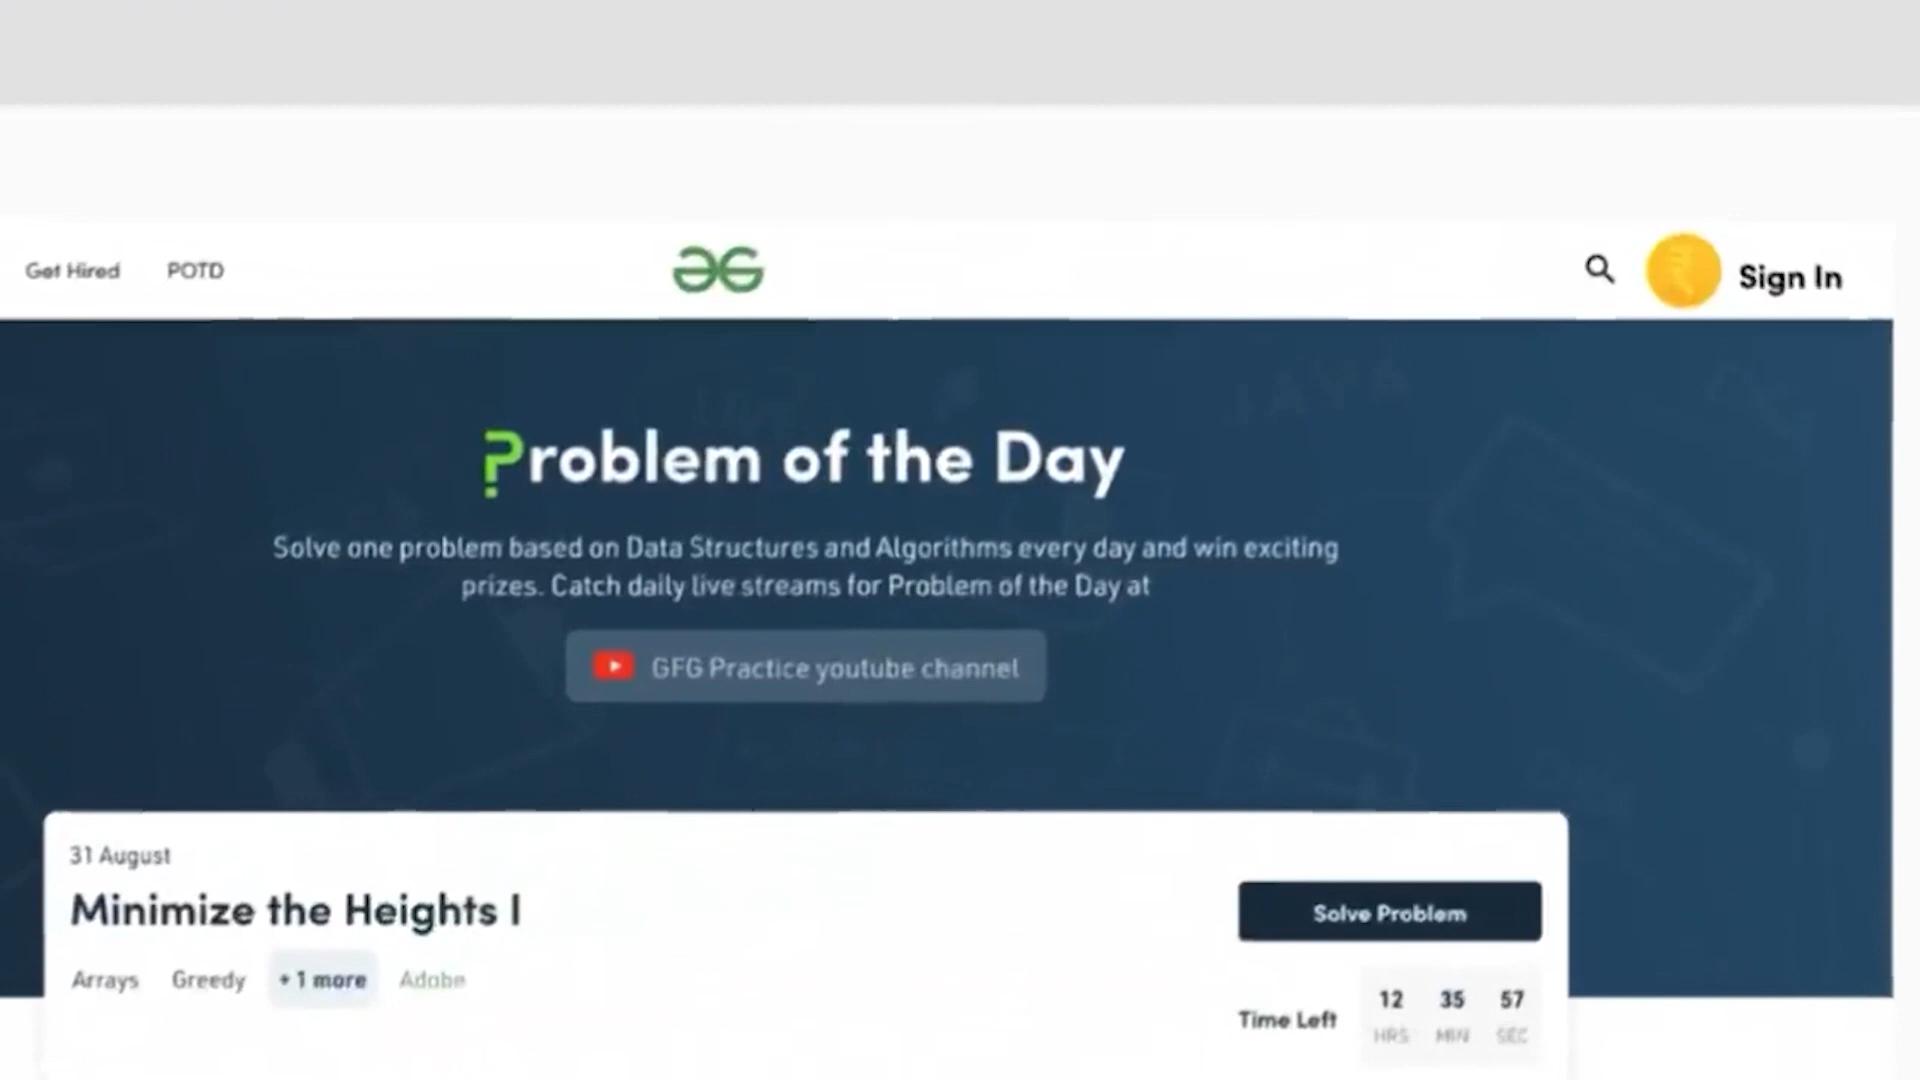 Get Hired POTD
Sign In
Problem of the Day
Solve one problem based on Data Structures and Algorithms every day and win exciting
prizes. Catch daily live streams for Problem of the Day at
GFG Practice youtube channel
31 August
Minimize the Heights I
Solve Problem
Arrays Greedy + 1 more Adobe
Time Left
12 35 57
HRS MIN SEC